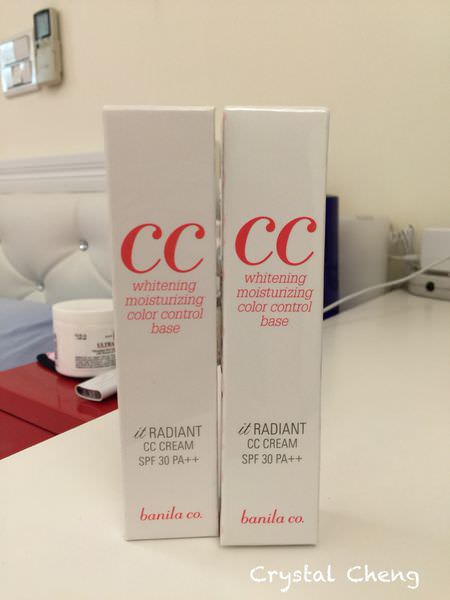 CC
whitening
moisturizing
color control
base
it RADIANT
CC CREAM
SPF 30 PA++
banila co.
CC
whitening
moisturizing
color control
base
it RADIANT
CC CREAM
SPF 30 PA++
banila co.
ULTRA
Crystal Cheng